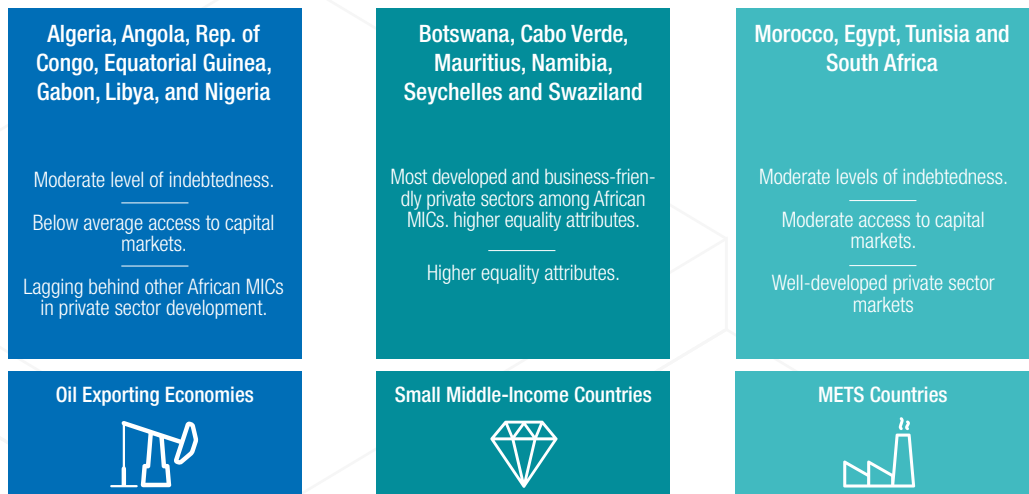 Algeria, Angola, Rep. of
Congo, Equatorial Guinea,
Gabon, Libya, and Nigeria
Moderate level of indebtedness.
Below average access to capital
markets.
Lagging behind other African MICs
in private sector development.
Oil Exporting Economies
Botswana, Cabo Verde,
Mauritius, Namibia,
Seychelles and Swaziland
Most developed and business-frien-
dly private sectors among African
MICs. higher equality attributes.
Higher equality attributes.
Small Middle-Income Countries
Morocco, Egypt, Tunisia and
South Africa
Moderate levels of indebtedness.
Moderate access to capital
markets.
Well-developed private sector
markets
METS Countries